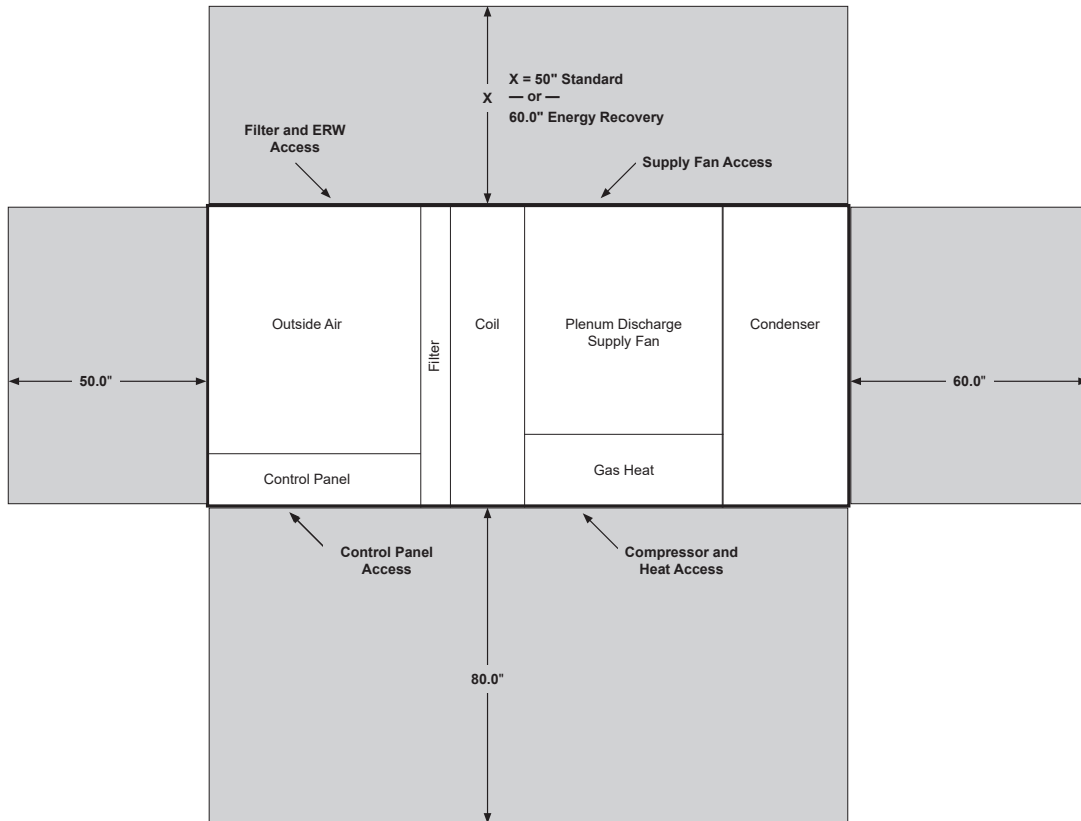 X = 50" Standard
X
— or —
60.0" Energy Recovery
Filter and ERW
Access
Supply Fan Access
Outside Air
Filter
Coil
Plenum Discharge
Supply Fan
Condenser
50.0"
60.0"
Control Panel
Gas Heat
Control Panel
Access
Compressor and
Heat Access
80.0"